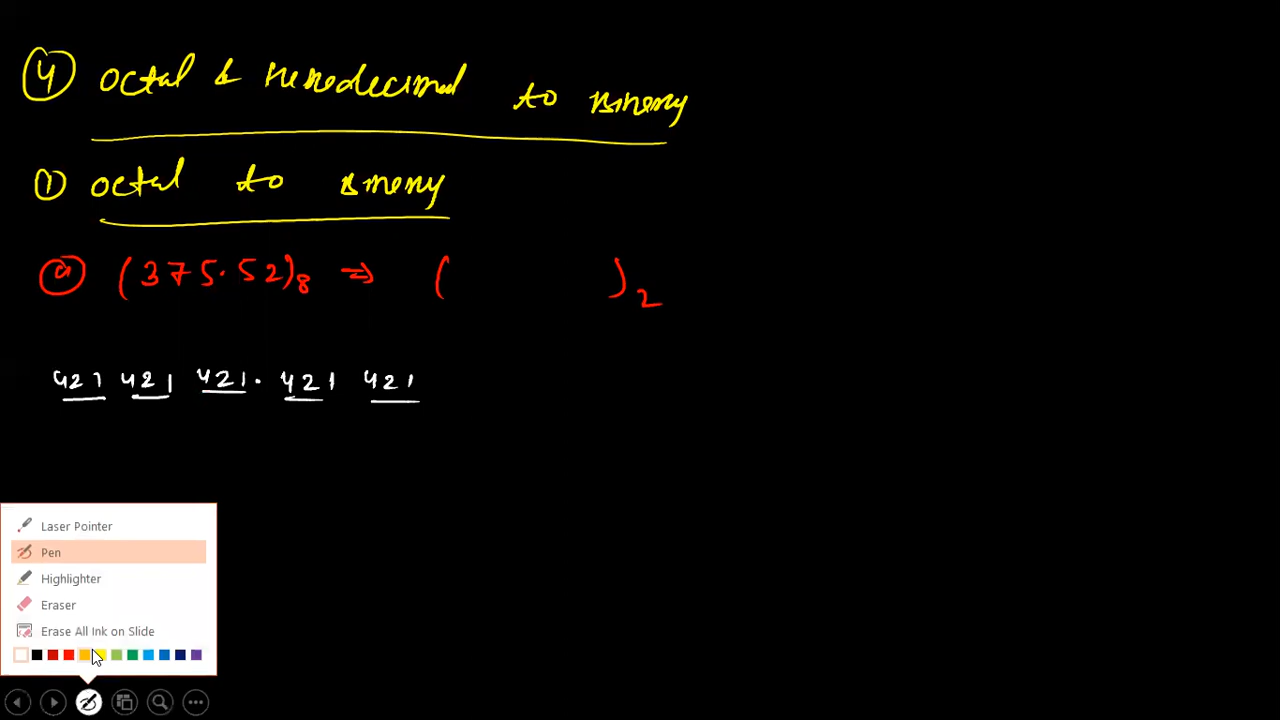 ④ Octal & Hexadecimal to Binary
① Octal to Binary
ⓐ (375.52)₈ ⇒ ( )₂
421 421 421. 421 421
Laser Pointer
Pen
Highlighter
Eraser
Erase All Ink on Slide